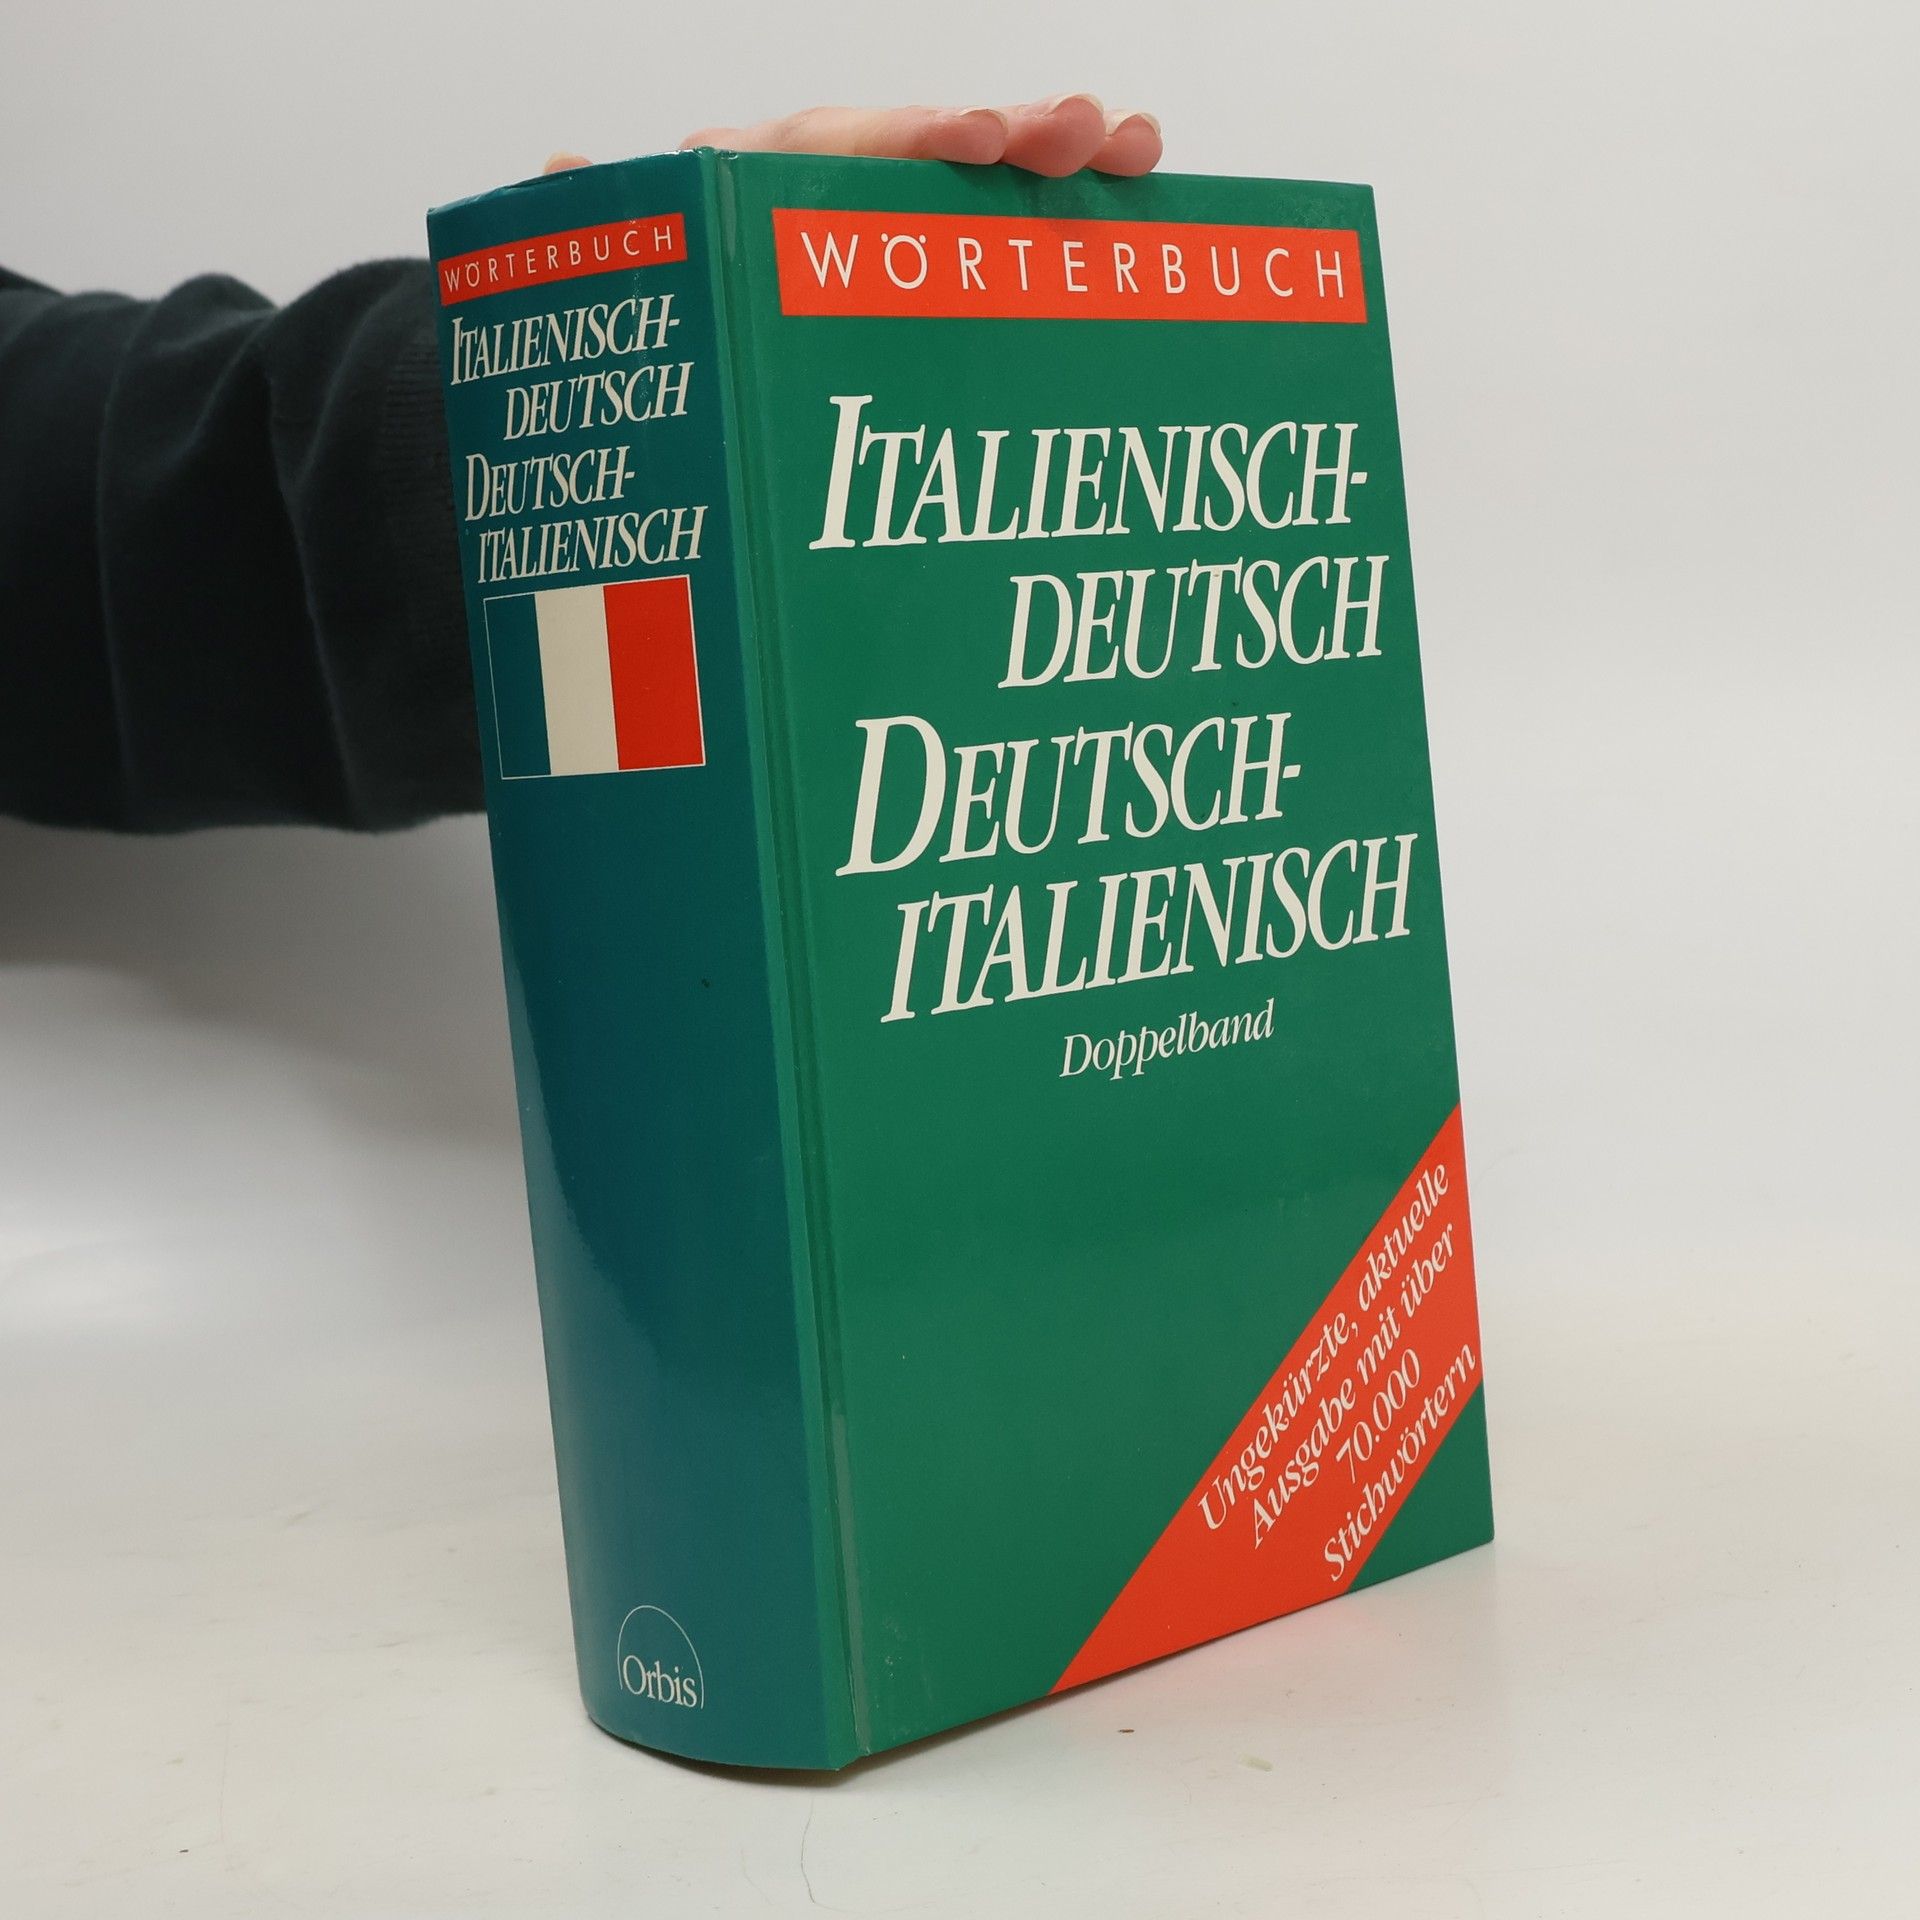 WÖRTERBUCH
ITALIENISCH-
DEUTSCH
DEUTSCH-
ITALIENISCH
Orbis
WÖRTERBUCH
ITALIENISCH-
DEUTSCH
DEUTSCH-
ITALIENISCH
Doppelband
Ungekürzte, aktuelle
Ausgabe mit über
70.000
Stichwörtern